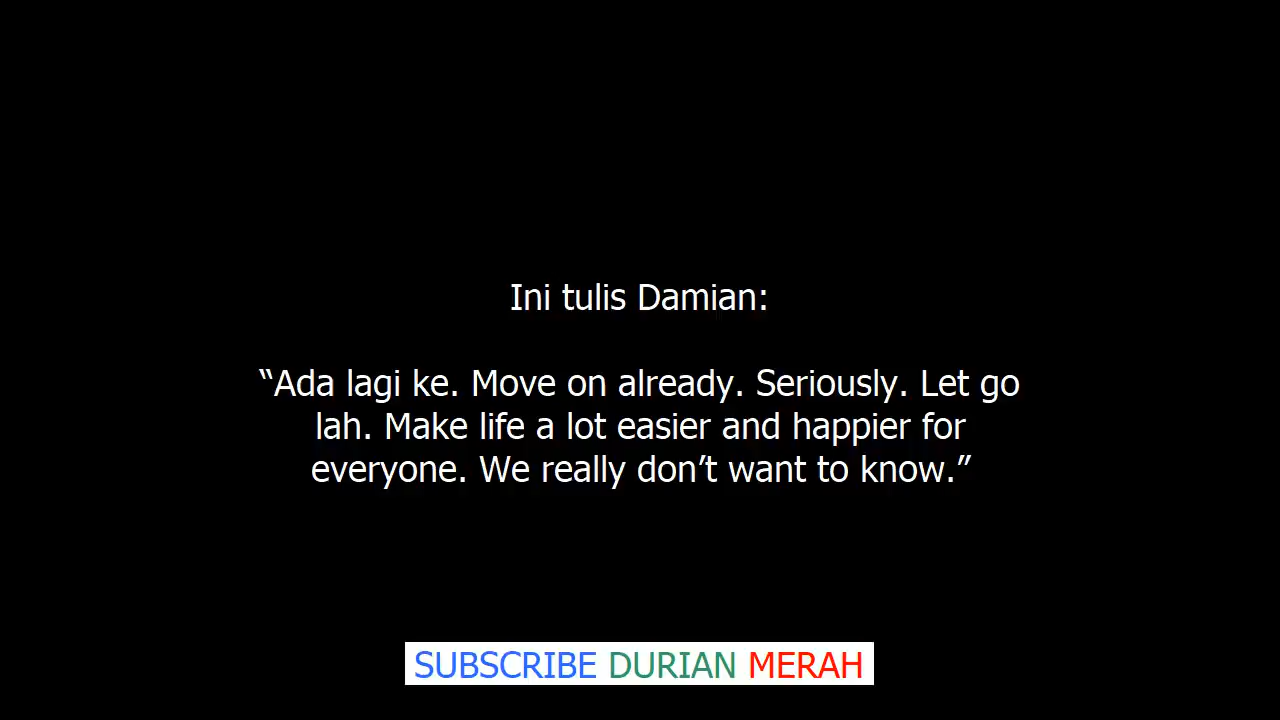 Ini tulis Damian:
“Ada lagi ke. Move on already. Seriously. Let go
lah. Make life a lot easier and happier for
everyone. We really don’t want to know.”
SUBSCRIBE DURIAN MERAH